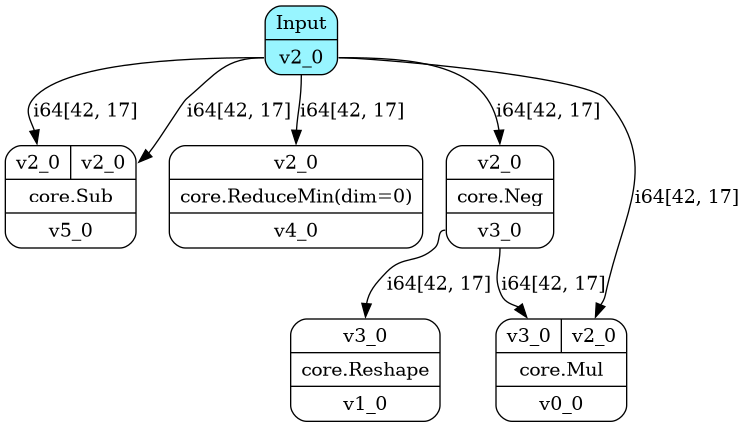 Input
v2_0
i64[42, 17]
i64[42, 17]
i64[42, 17]
i64[42, 17]
i64[42, 17]
v2_0 v2_0
core.Sub
v5_0
v2_0
core.ReduceMin(dim=0)
v4_0
v2_0
core.Neg
v3_0
i64[42, 17]
i64[42, 17]
v3_0
core.Reshape
v1_0
v3_0 v2_0
core.Mul
v0_0